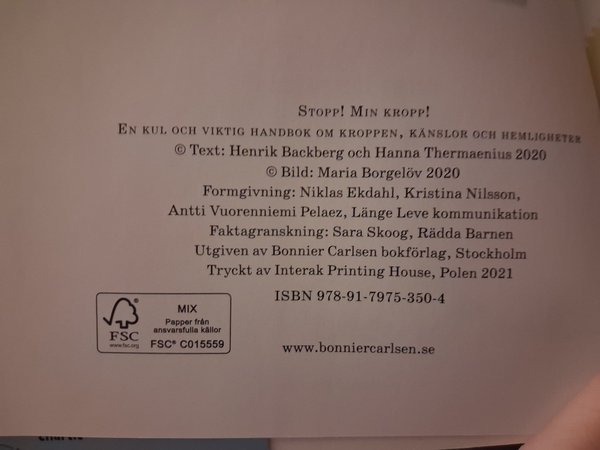 STOPP! MIN KROPP!
EN KUL OCH VIKTIG HANDBOK OM KROPPEN, KÄNSLOR OCH HEMLIGHETER
© Text: Henrik Backberg och Hanna Thermaenius 2020
© Bild: Maria Borgelöv 2020
Formgivning: Niklas Ekdahl, Kristina Nilsson,
Antti Vuorenniemi Pelaez, Länge Leve kommunikation
Faktagranskning: Sara Skoog, Rädda Barnen
Utgiven av Bonnier Carlsen bokförlag, Stockholm
Tryckt av Interak Printing House, Polen 2021
ISBN 978-91-7975-350-4
FSC
www.fsc.org
MIX
Papper från
ansvarsfulla källor
FSC® C015559
www.bonniercarlsen.se